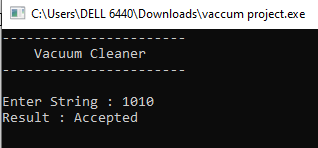 C:\Users\DELL 6440\Downloads\vaccum project.exe
-----------------------
Vacuum Cleaner
-----------------------
Enter String : 1010
Result : Accepted